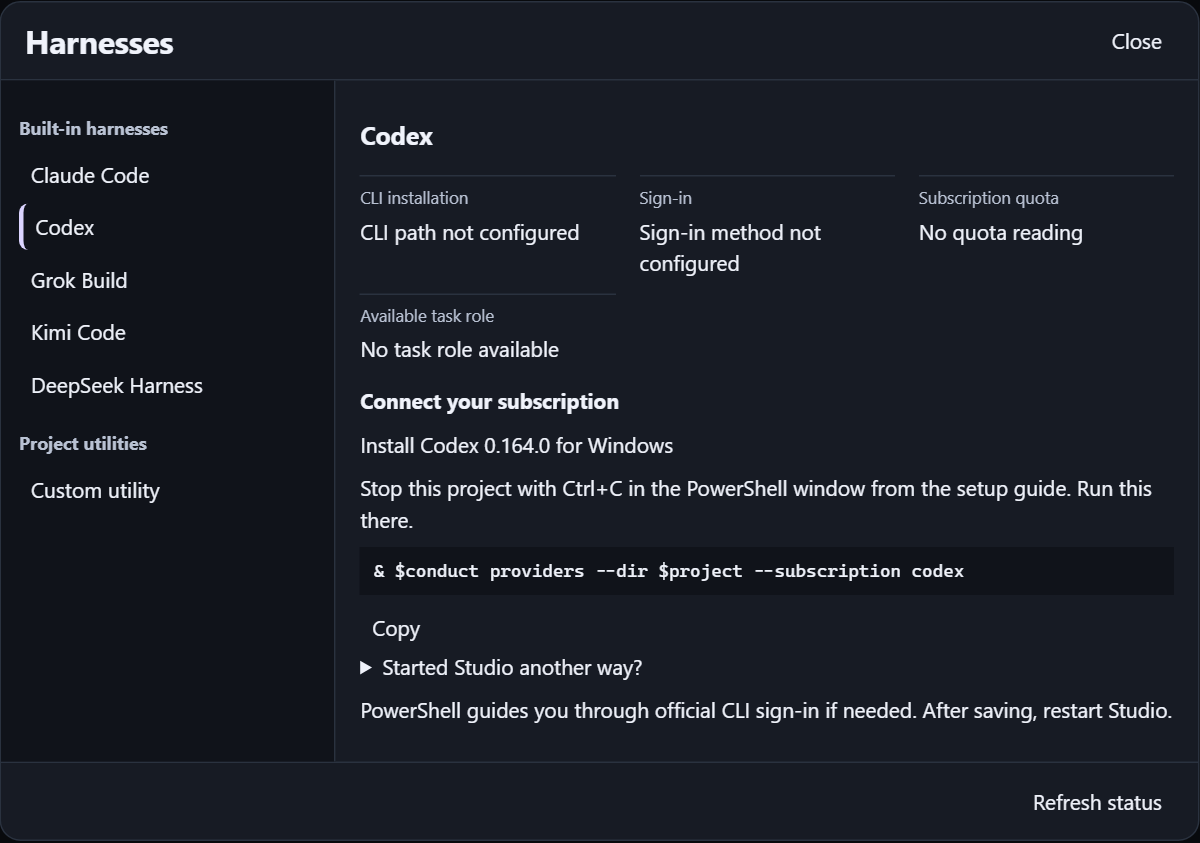 Harnesses
Close
Built-in harnesses
Claude Code
Codex
Grok Build
Kimi Code
DeepSeek Harness
Project utilities
Custom utility
Codex
CLI installation
CLI path not configured
Sign-in
Sign-in method not
configured
Subscription quota
No quota reading
Available task role
No task role available
Connect your subscription
Install Codex 0.164.0 for Windows
Stop this project with Ctrl+C in the PowerShell window from the setup guide. Run this
there.
& $conduct providers --dir $project --subscription codex
Copy
Started Studio another way?
PowerShell guides you through official CLI sign-in if needed. After saving, restart Studio.
Refresh status